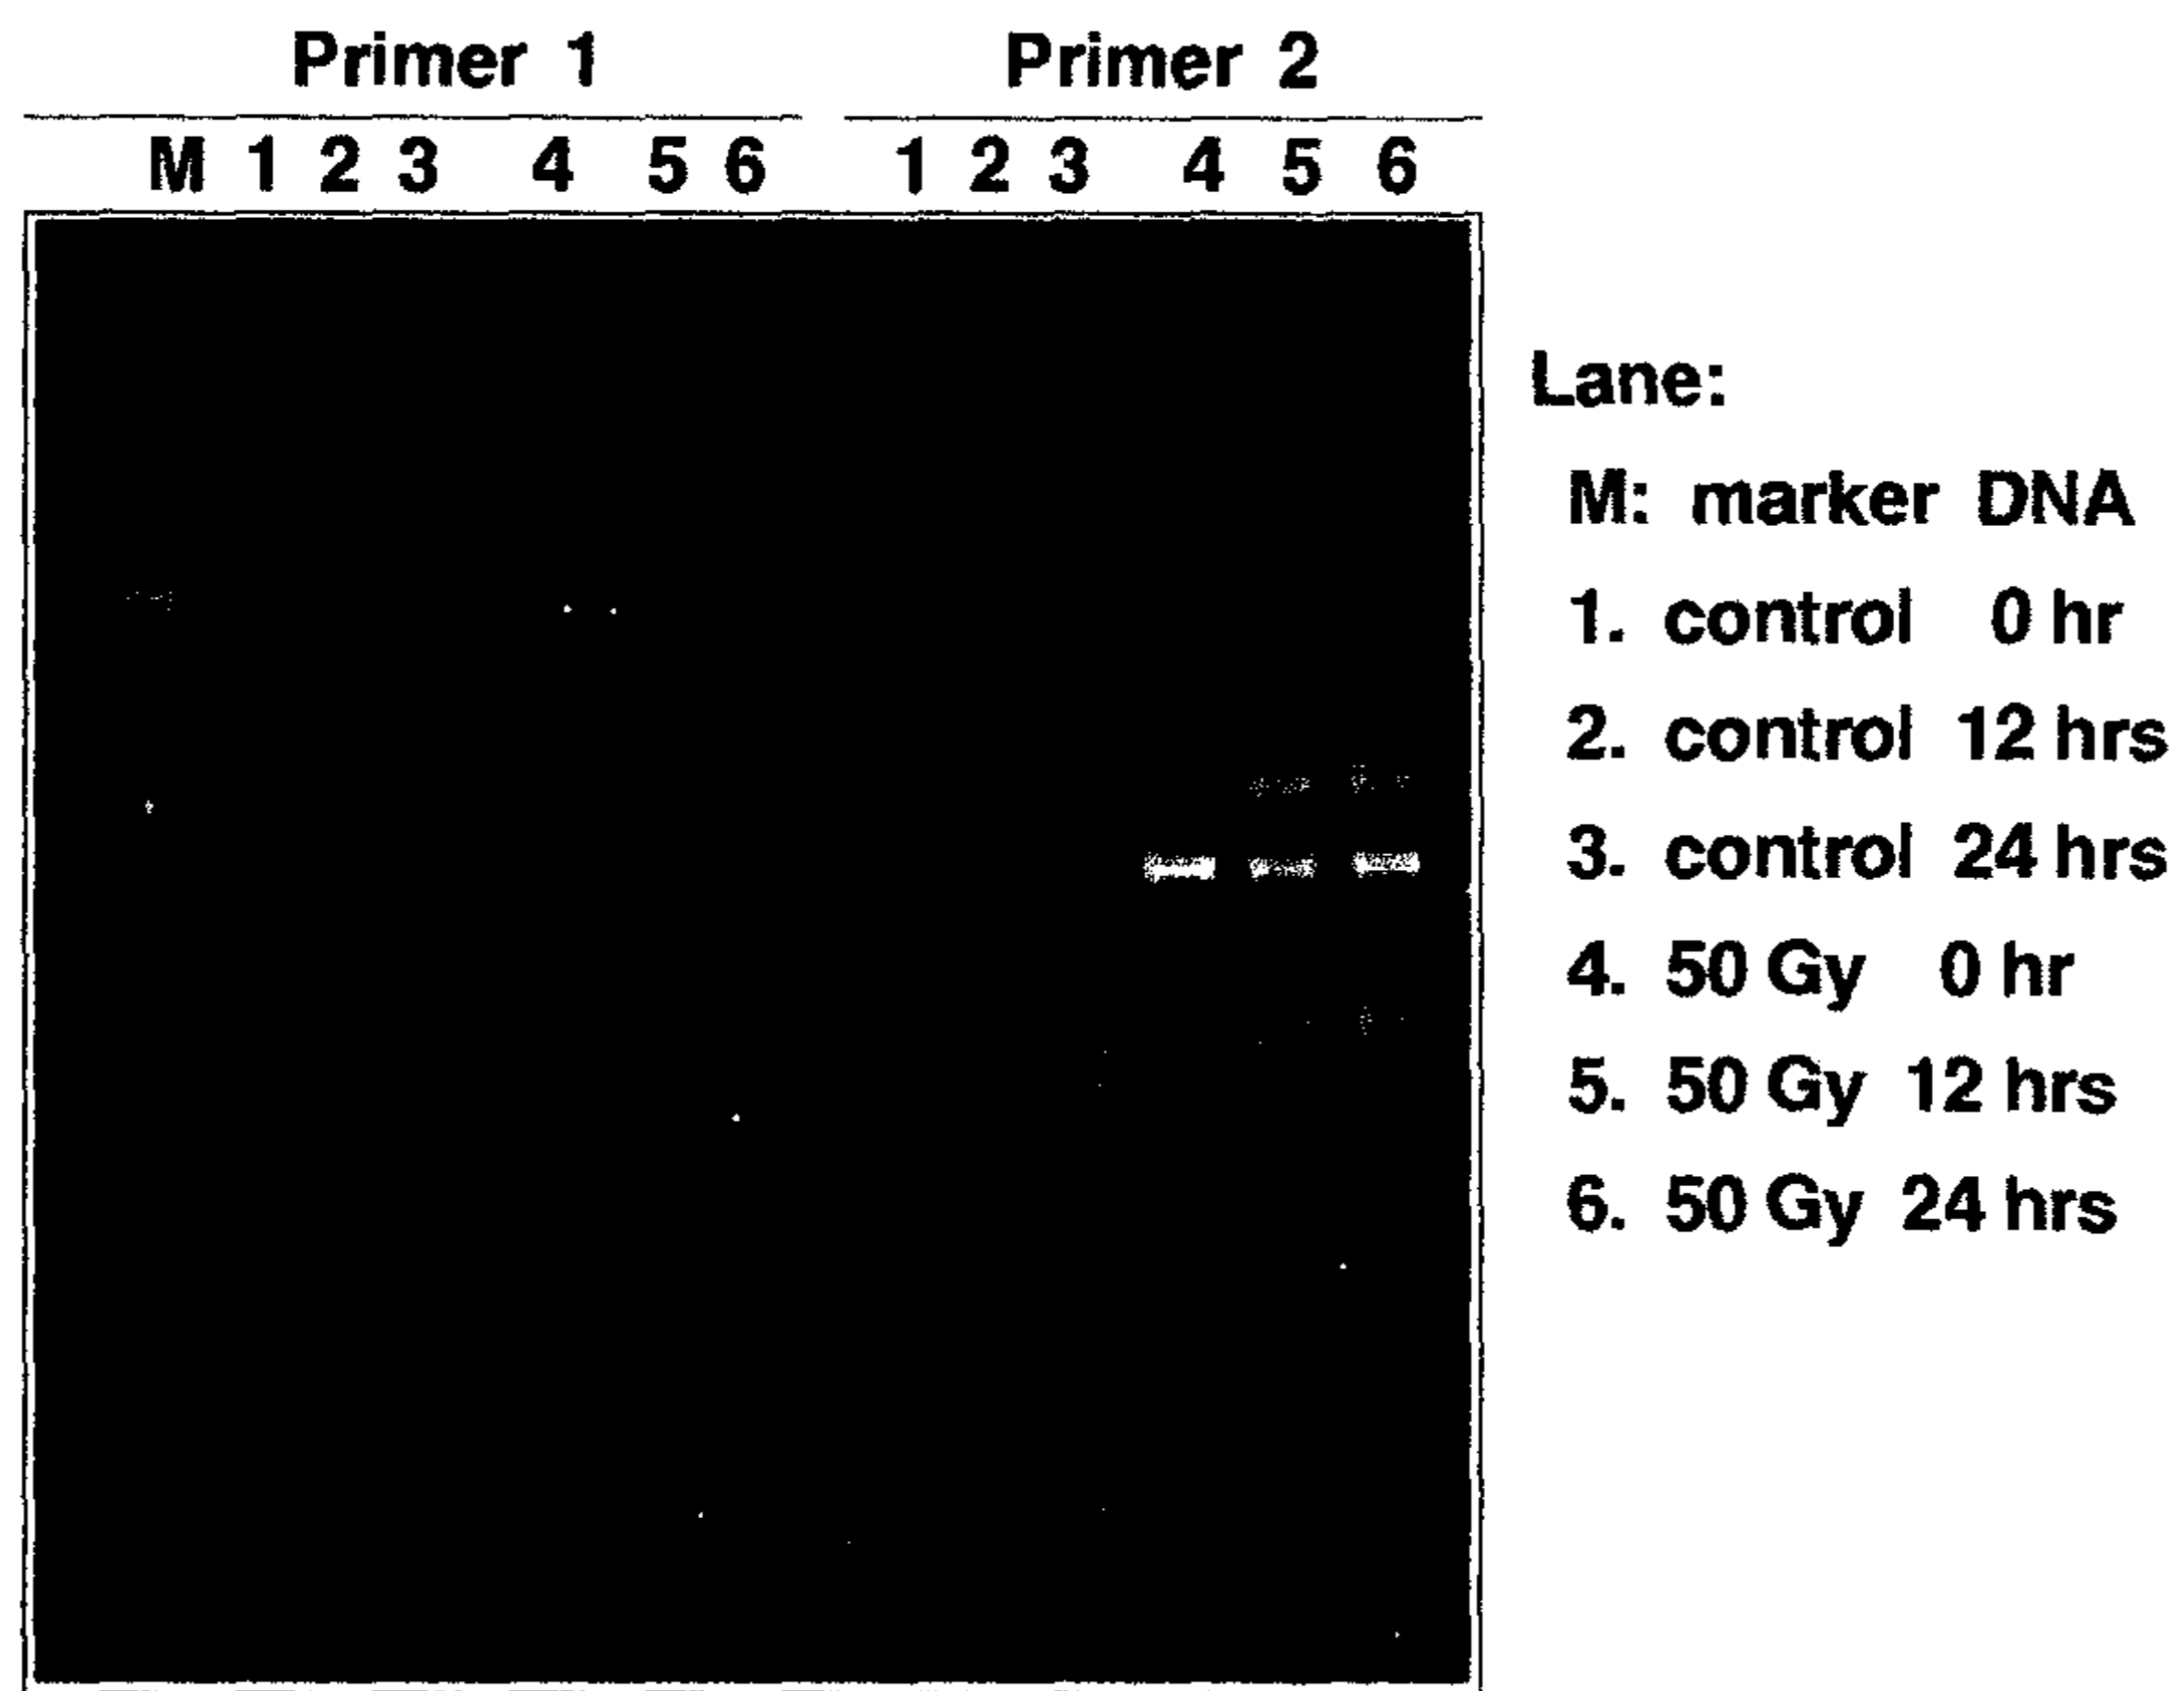 Primer 1 Primer 2
M 1 2 3 4 5 6 1 2 3 4 5 6
Lane:
M: marker DNA
1. control 0 hr
2. control 12 hrs
3. control 24 hrs
4. 50 Gy 0 hr
5. 50 Gy 12 hrs
6. 50 Gy 24 hrs